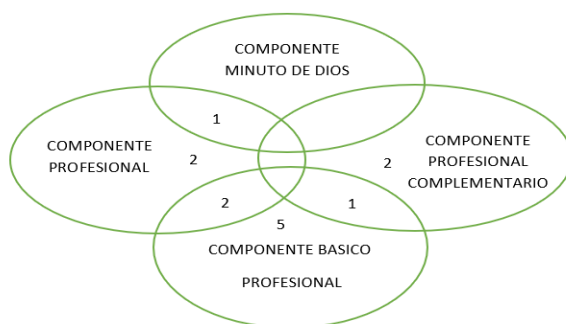 COMPONENTE
MINUTO DE DIOS
1
COMPONENTE
PROFESIONAL
2
2
COMPONENTE
PROFESIONAL
COMPLEMENTARIO
2
1
5
COMPONENTE BASICO
PROFESIONAL